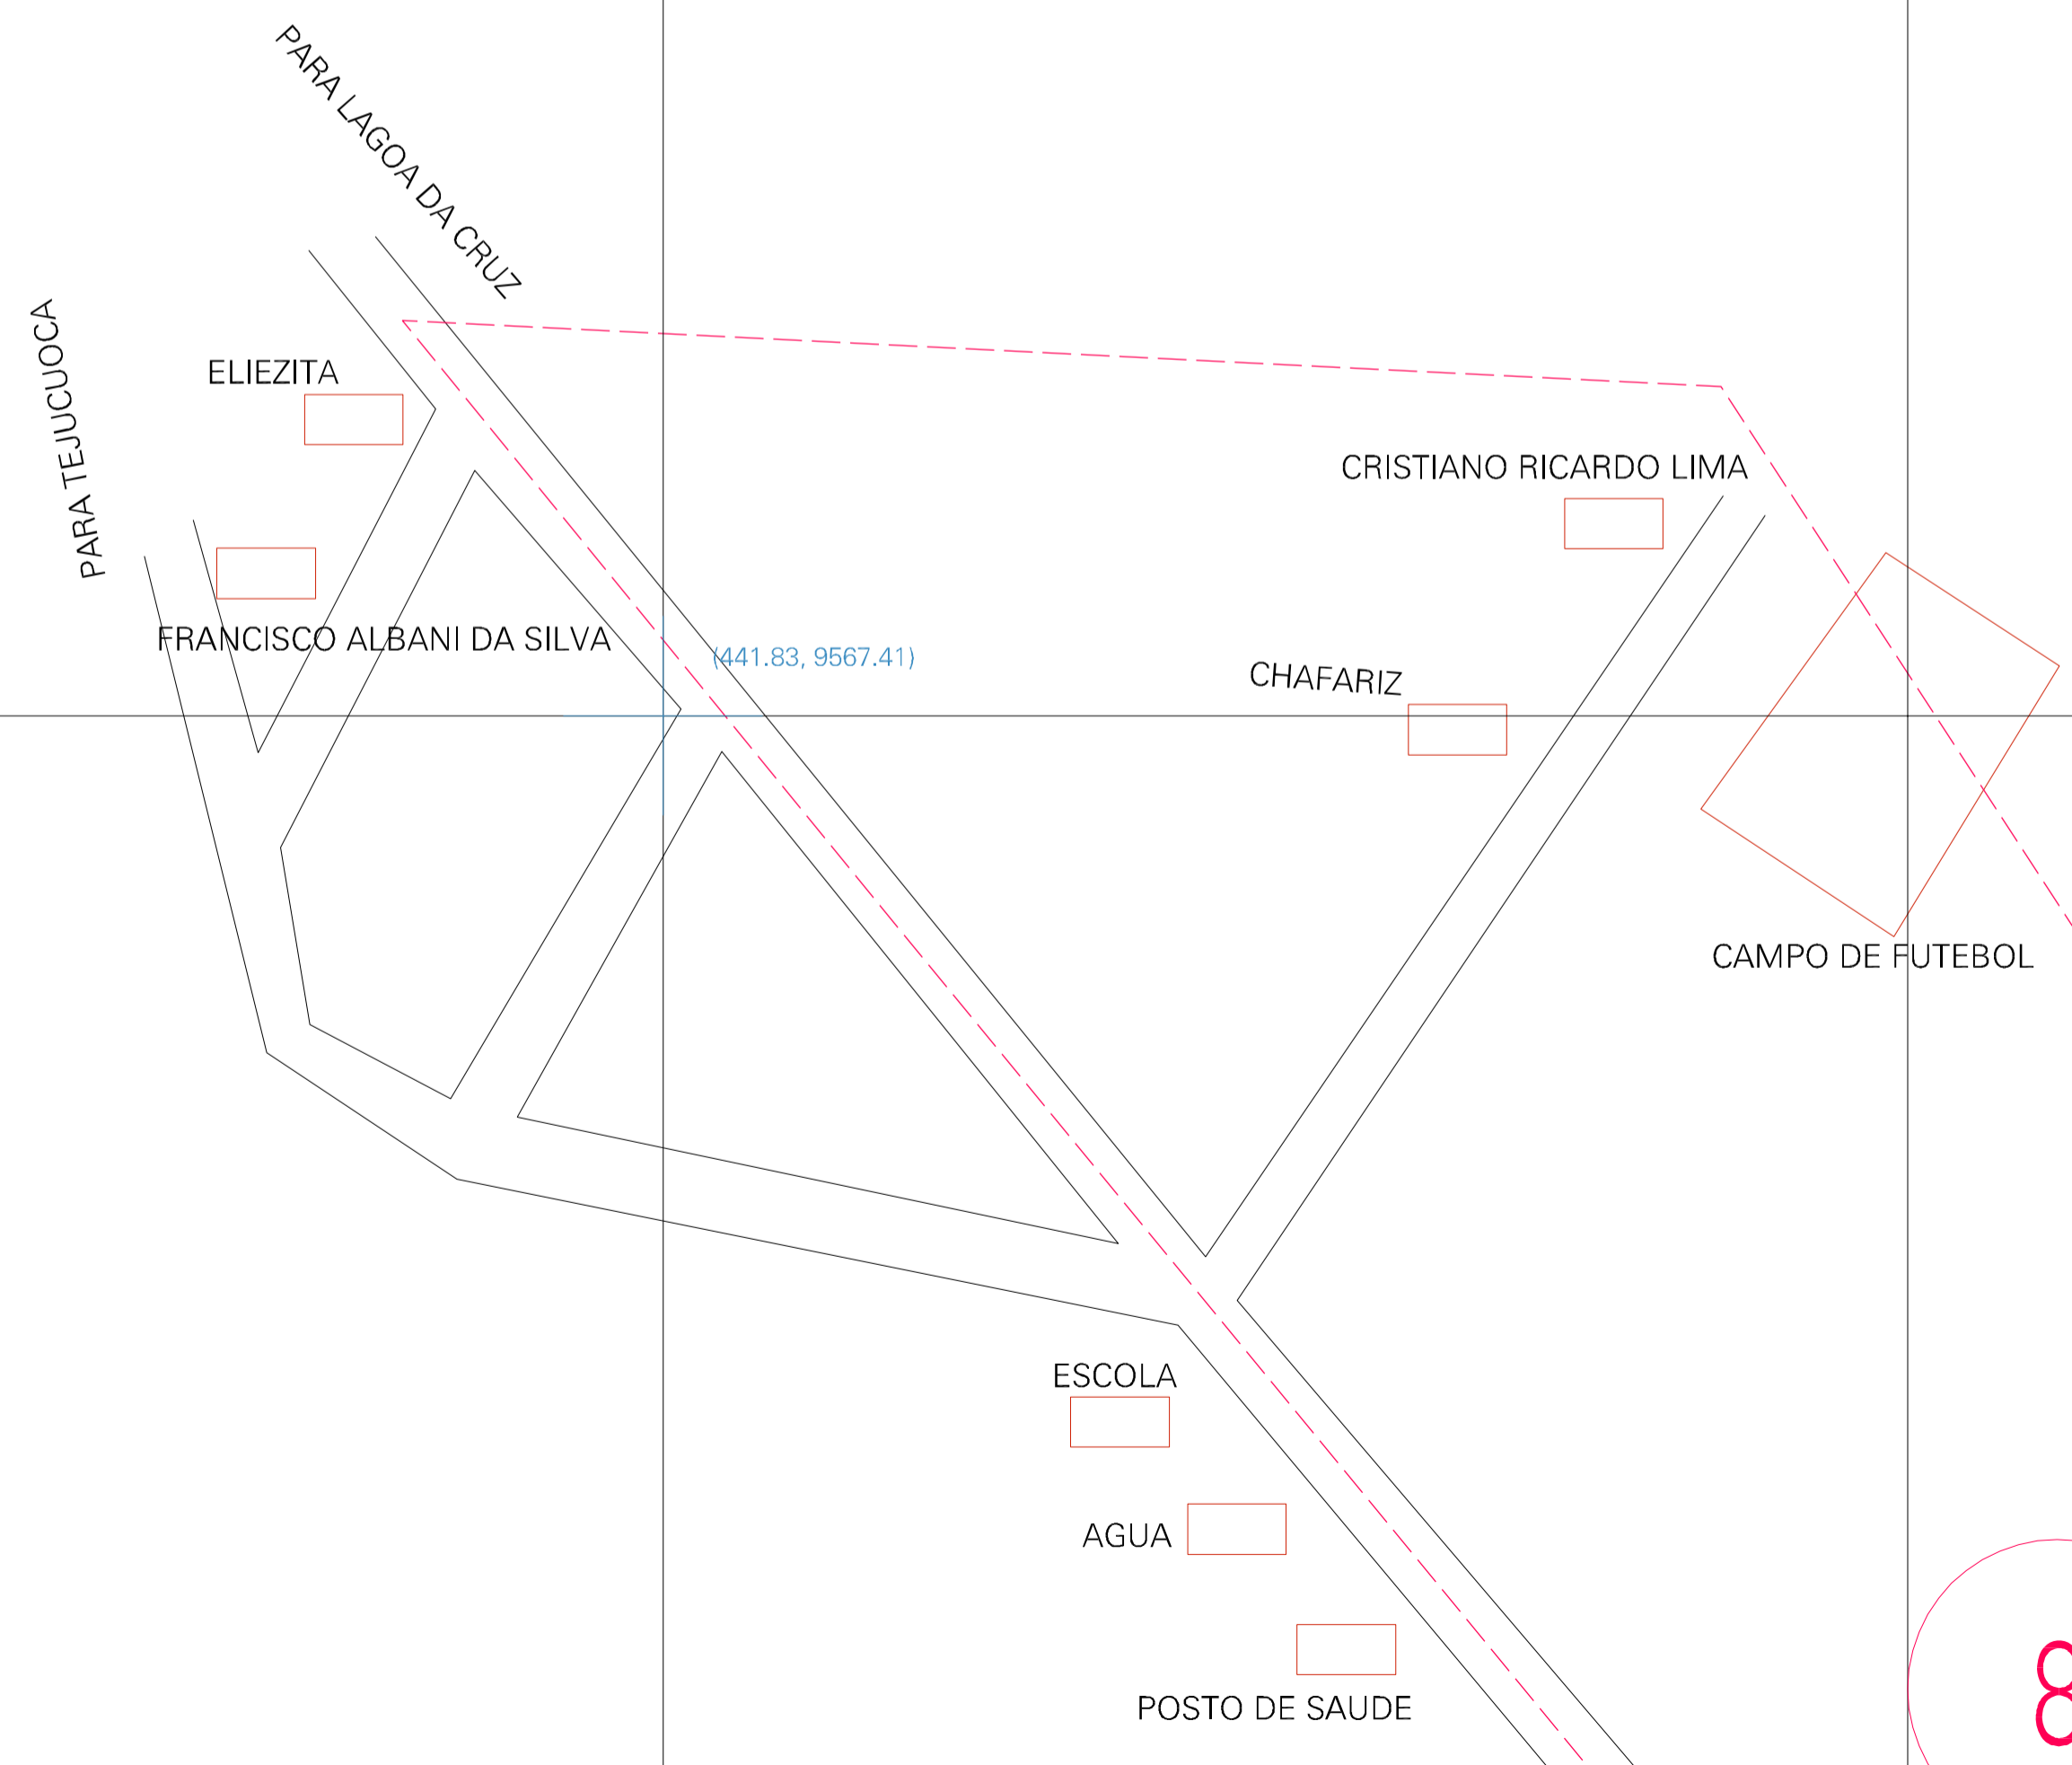 PARA LAGOA DA CRUZ
PARA TEJUCUOCA
ELIEZITA
CRISTIANO RICARDO LIMA
FRANCISCO ALBANI DA SILVA
(441.83, 9567.41)
CHAFARIZ
CAMPO DE FUTEBOL
ESCOLA
AGUA
POSTO DE SAUDE
8